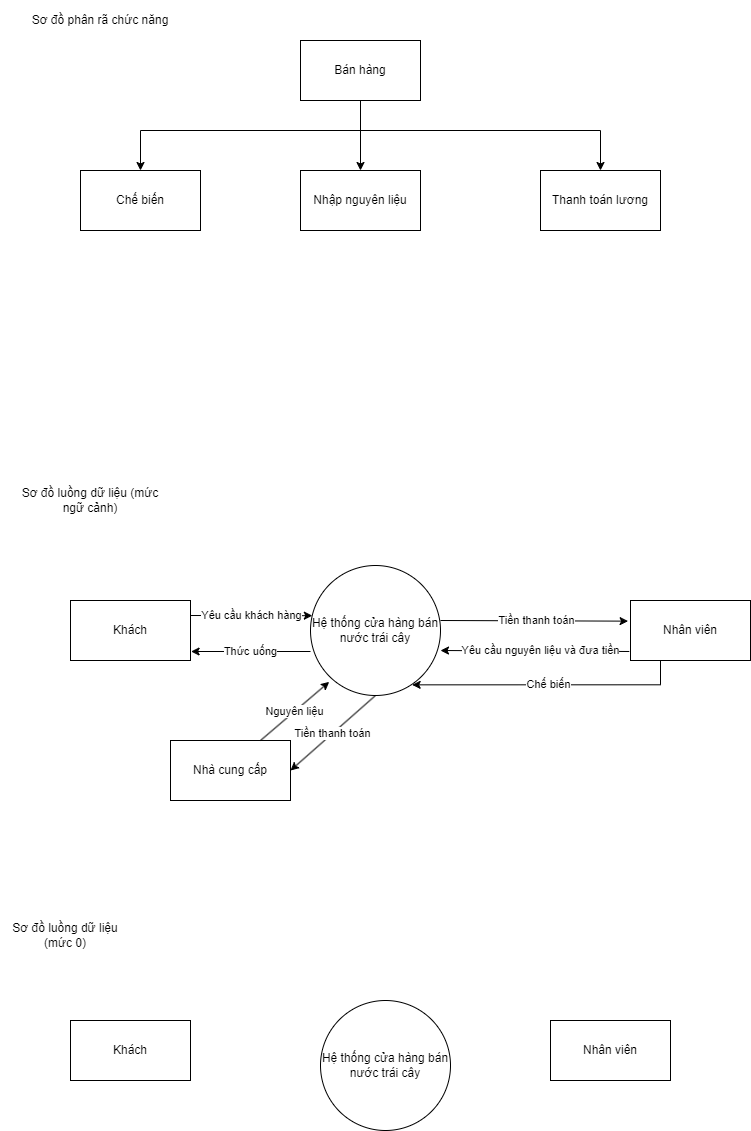 Sơ đồ phân rã chức năng
Bán hàng
Chế biến
Nhập nguyên liệu
Thanh toán lương
Sơ đồ luồng dữ liệu (mức
ngữ cảnh)
Khách
Yêu cầu khách hàng
Thức uống
Hệ thống cửa hàng bán
nước trái cây
Tiền thanh toán
Yêu cầu nguyên liệu và đưa tiền
Chế biến
Nhân viên
Nguyên liệu
Tiền thanh toán
Nhà cung cấp
Sơ đồ luồng dữ liệu
(mức 0)
Khách
Hệ thống cửa hàng bán
nước trái cây
Nhân viên